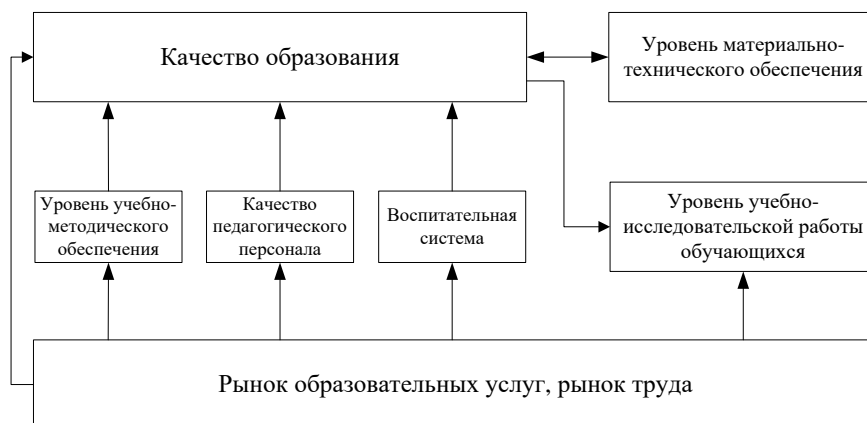 Качество образования
Уровень материально-
технического обеспечения
Уровень учебно-
методического
обеспечения
Качество
педагогического
персонала
Воспитательная
система
Уровень учебно-
исследовательской работы
обучающихся
Рынок образовательных услуг, рынок труда